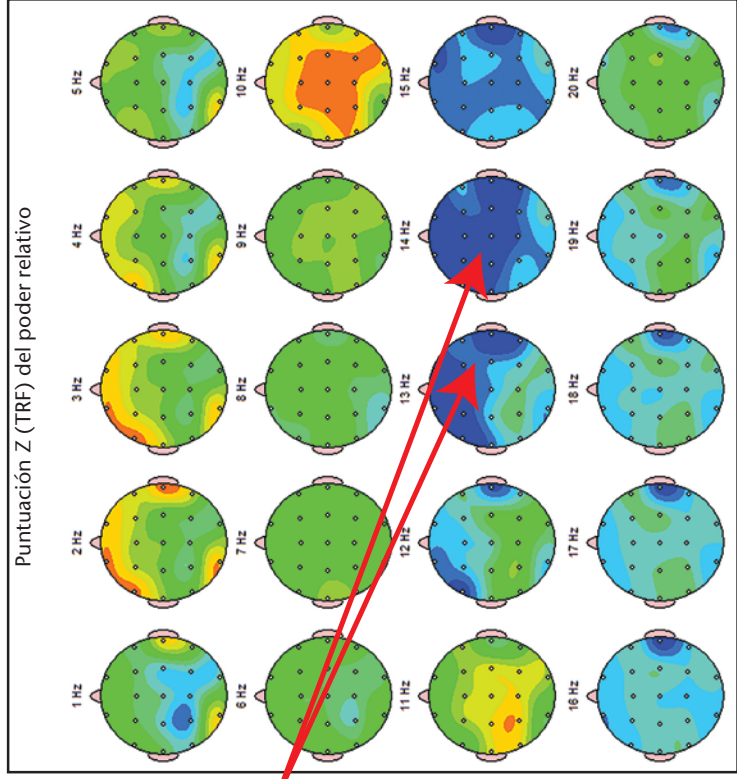 Puntuación Z (TRF) del poder relativo
1 Hz 2 Hz 3 Hz 4 Hz 5 Hz
6 Hz 7 Hz 8 Hz 9 Hz 10 Hz
11 Hz 12 Hz 13 Hz 14 Hz 15 Hz
16 Hz 17 Hz 18 Hz 19 Hz 20 Hz